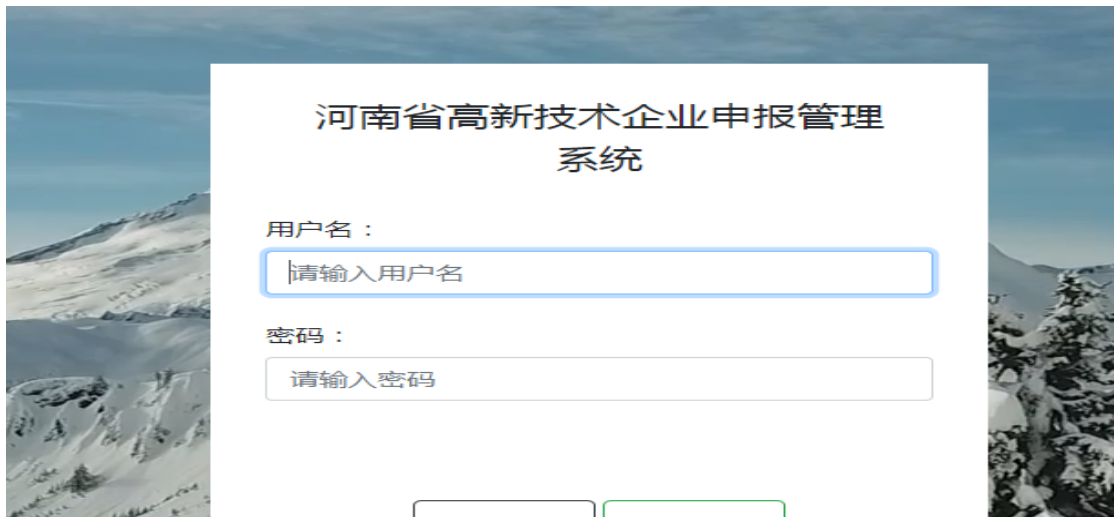 河南省高新技术企业申报管理
系统
用户名：
请输入用户名
密码：
请输入密码